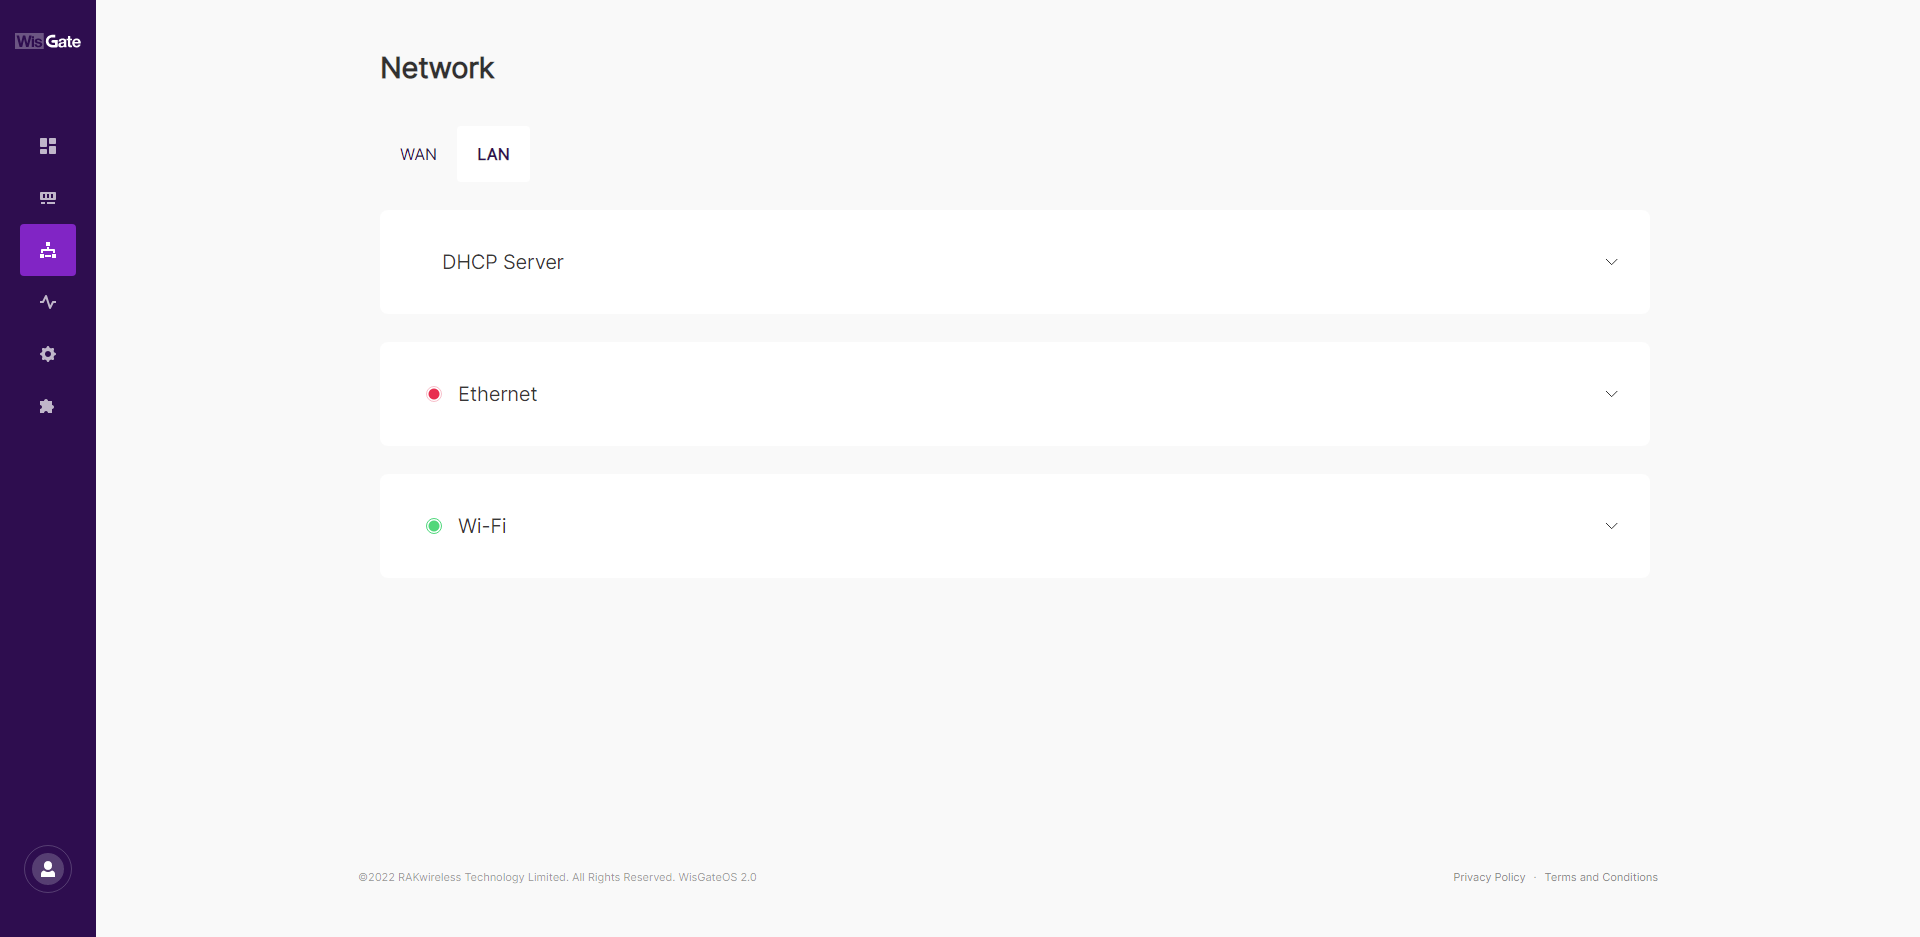 WisGate
Network
WAN
LAN
DHCP Server
Ethernet
Wi-Fi
©2022 RAKwireless Technology Limited. All Rights Reserved. WisGateOS 2.0
Privacy Policy · Terms and Conditions